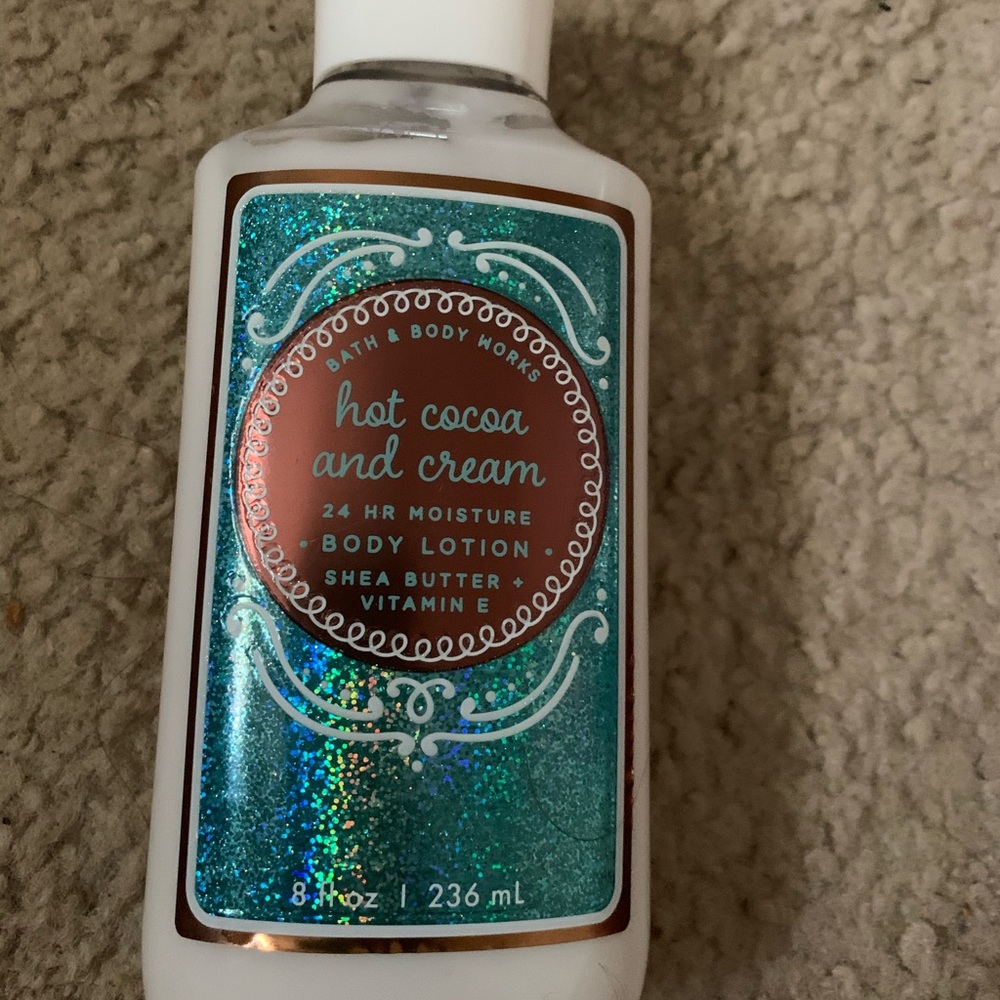 BATH & BODY WORKS
hot cocoa
and cream
24 HR MOISTURE
• BODY LOTION •
SHEA BUTTER +
VITAMIN E
8 fl oz | 236 mL